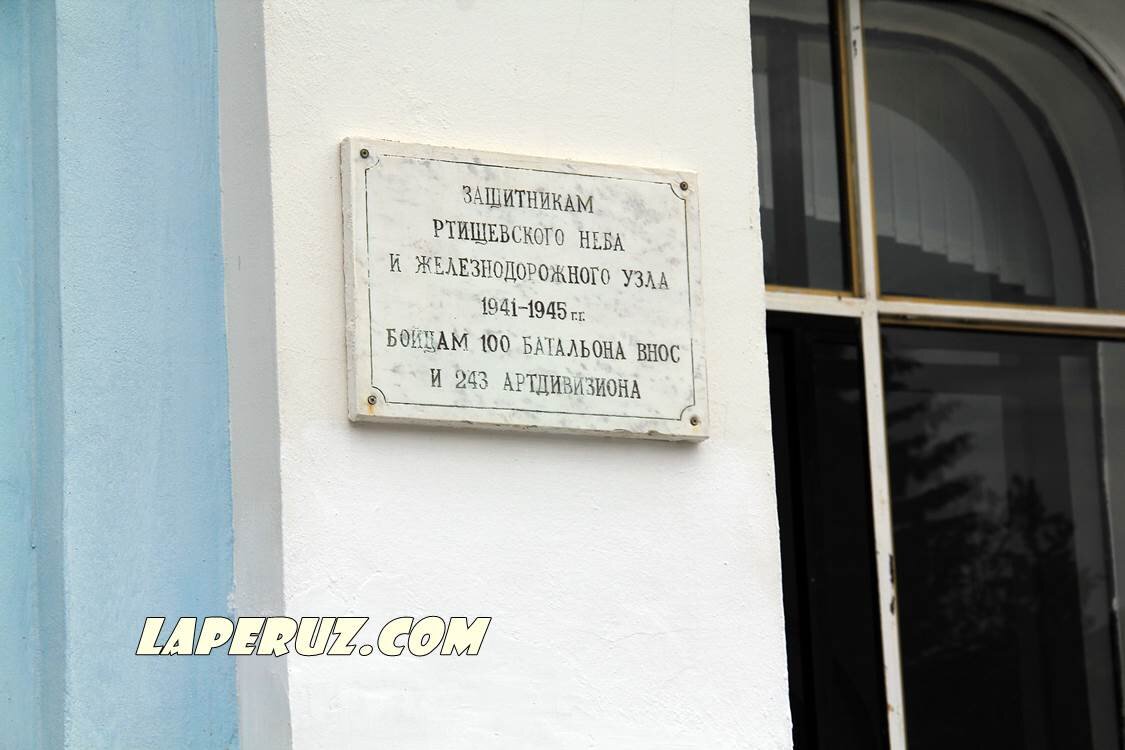 ЗАЩИТНИКАМ
РТИЩЕВСКОГО НЕБА
И ЖЕЛЕЗНОДОРОЖНОГО УЗЛА
1941-1945 г.г.
БОЙЦАМ 100 БАТАЛЬОНА ВНОС
И 243 АРТДИВИЗИОНА
LAPERUZ.COM